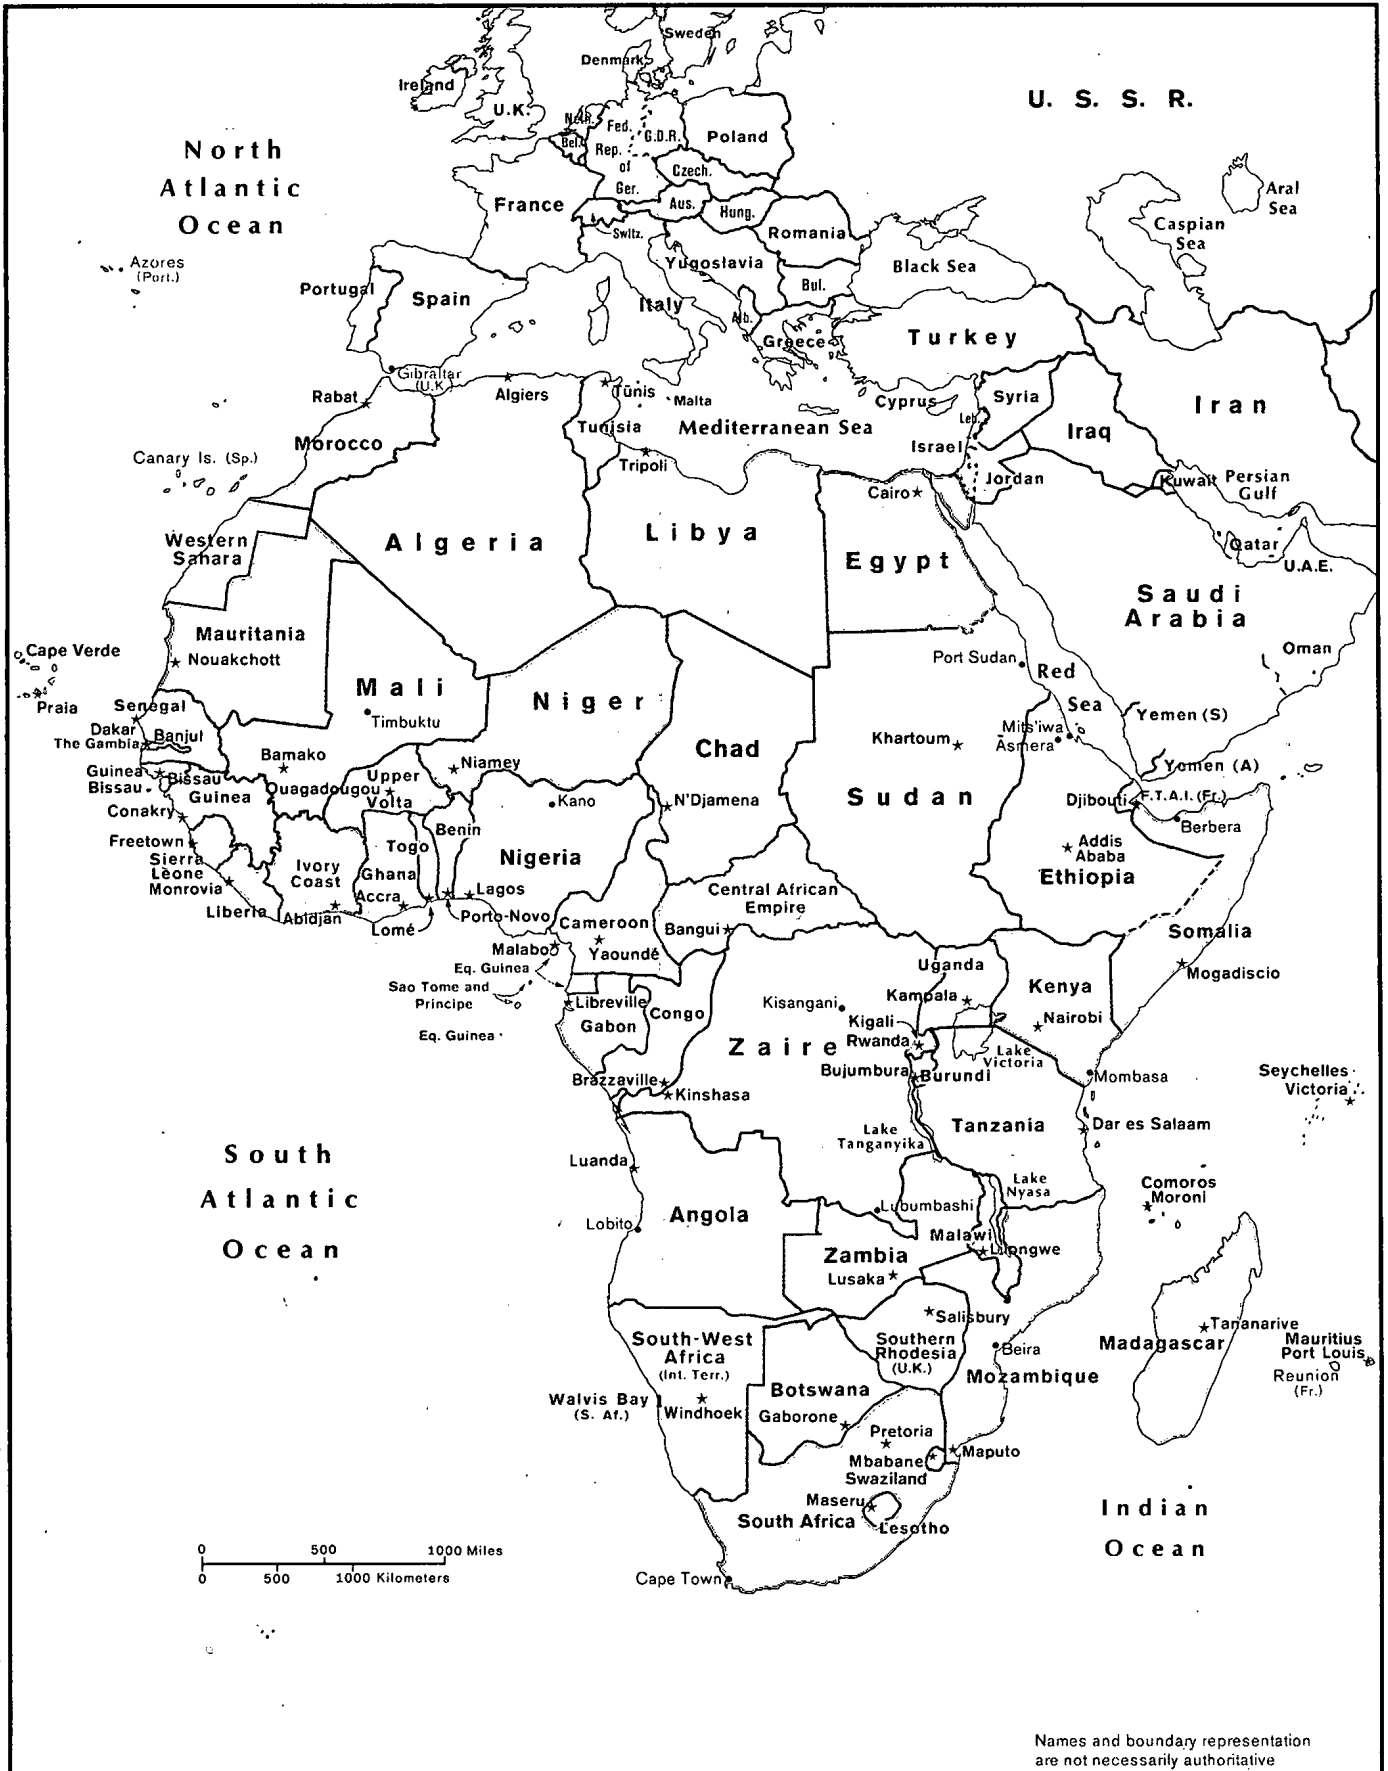 Sweden
Denmark
Ireland
U.K.
U. S. S. R.
Neth.
Fed.
G.D.R.
Poland
Bel.
Rep.
of
Ger.
Czech.
North
Atlantic
Ocean
France
Aus.
Hung.
Switz.
Romania
Aral
Sea
Caspian
Sea
Azores
(Port.)
Yugoslavia
Black Sea
Portugal
Spain
Italy
Bul.
Alb.
Greece
Turkey
Gibraltar
(U.K.)
Rabat
Algiers
Tunis
Malta
Cyprus
Syria
Leb.
Iran
Morocco
Tunisia
Mediterranean Sea
Israel
Iraq
Canary Is. (Sp.)
Tripoli
Cairo
Jordan
Kuwait
Persian
Gulf
Western
Sahara
Algeria
Libya
Egypt
Qatar
U.A.E.
Saudi
Arabia
Mauritania
Nouakchott
Cape Verde
Praia
Mali
Timbuktu
Niger
Port Sudan
Red
Sea
Oman
Senegal
Dakar
Banjul
The Gambia
Chad
Khartoum
Mits'iwa
Asmera
Yemen (S)
Bamako
Niamey
Yemen (A)
Guinea
Bissau
Bissau
Guinea
Ouagadougou
Upper
Volta
Kano
N'Djamena
Sudan
Djibouti
F.T.A.I. (Fr.)
Conakry
Berbera
Freetown
Sierra
Leone
Monrovia
Liberia
Ivory
Coast
Abidjan
Togo
Ghana
Accra
Lomé
Benin
Nigeria
Lagos
Porto-Novo
Addis
Ababa
Ethiopia
Central African
Empire
Bangui
Cameroon
Yaoundé
Malabo
Eq. Guinea
Sao Tome and
Principe
Eq. Guinea
Libreville
Gabon
Congo
Somalia
Mogadiscio
Uganda
Kampala
Kenya
Nairobi
Kisangani
Zaire
Kigali
Rwanda
Lake
Victoria
Bujumbura
Burundi
Mombasa
Seychelles
Victoria
Brazzaville
Kinshasa
Lake
Tanganyika
Tanzania
Dar es Salaam
South
Atlantic
Ocean
Luanda
Lobito
Angola
Lubumbashi
Lake
Nyasa
Comoros
Moroni
Malawi
Lilongwe
Zambia
Lusaka
Salisbury
Southern
Rhodesia
(U.K.)
Beira
Mozambique
Madagascar
Tananarive
Mauritius
Port Louis
Reunion
(Fr.)
South-West
Africa
(Int. Terr.)
Walvis Bay
(S. Af.)
Windhoek
Botswana
Gaborone
Pretoria
Mbabane
Swaziland
Maputo
Maseru
South Africa
Lesotho
Indian
Ocean
Cape Town
0 500 1000 Miles
0 500 1000 Kilometers
Names and boundary representation
are not necessarily authoritative